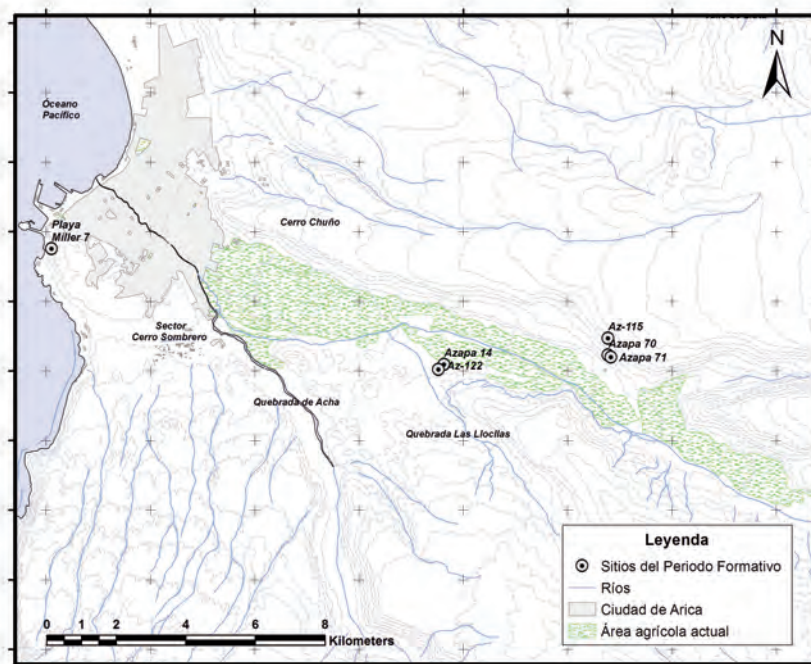 N
Óceano
Pacífico
Playa
Miller 7
Cerro Chuño
Sector
Cerro Sombrero
Az-115
Azapa 70
Azapa 71
Azapa 14
Az-122
Quebrada de Acha
Quebrada Las Llocllas
Leyenda
Sitios del Periodo Formativo
Ríos
Ciudad de Arica
Área agrícola actual
0 2 4 6 8
Kilometers